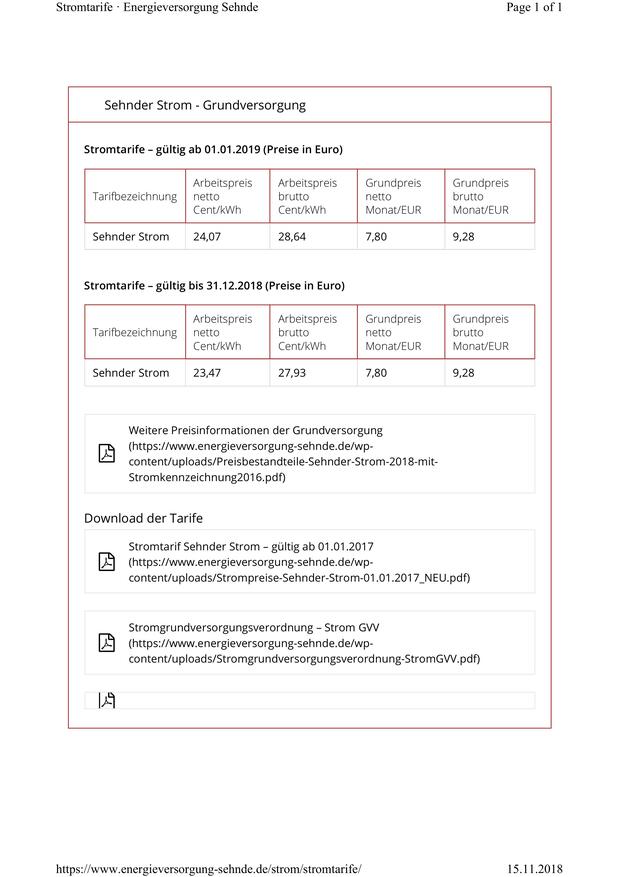 Stromtarife · Energieversorgung Sehnde Page 1 of 1
Sehnder Strom - Grundversorgung
Stromtarife – gültig ab 01.01.2019 (Preise in Euro)
Tarifbezeichnung Arbeitspreis netto Cent/kWh Arbeitspreis brutto Cent/kWh Grundpreis netto Monat/EUR Grundpreis brutto Monat/EUR
Sehnder Strom 24,07 28,64 7,80 9,28
Stromtarife – gültig bis 31.12.2018 (Preise in Euro)
Tarifbezeichnung Arbeitspreis netto Cent/kWh Arbeitspreis brutto Cent/kWh Grundpreis netto Monat/EUR Grundpreis brutto Monat/EUR
Sehnder Strom 23,47 27,93 7,80 9,28
Weitere Preisinformationen der Grundversorgung
(https://www.energieversorgung-sehnde.de/wp-
content/uploads/Preisbestandteile-Sehnder-Strom-2018-mit-
Stromkennzeichnung2016.pdf)
Download der Tarife
Stromtarif Sehnder Strom – gültig ab 01.01.2017
(https://www.energieversorgung-sehnde.de/wp-
content/uploads/Strompreise-Sehnder-Strom-01.01.2017_NEU.pdf)
Stromgrundversorgungsverordnung – Strom GVV
(https://www.energieversorgung-sehnde.de/wp-
content/uploads/Stromgrundversorgungsverordnung-StromGVV.pdf)
https://www.energieversorgung-sehnde.de/strom/stromtarife/ 15.11.2018